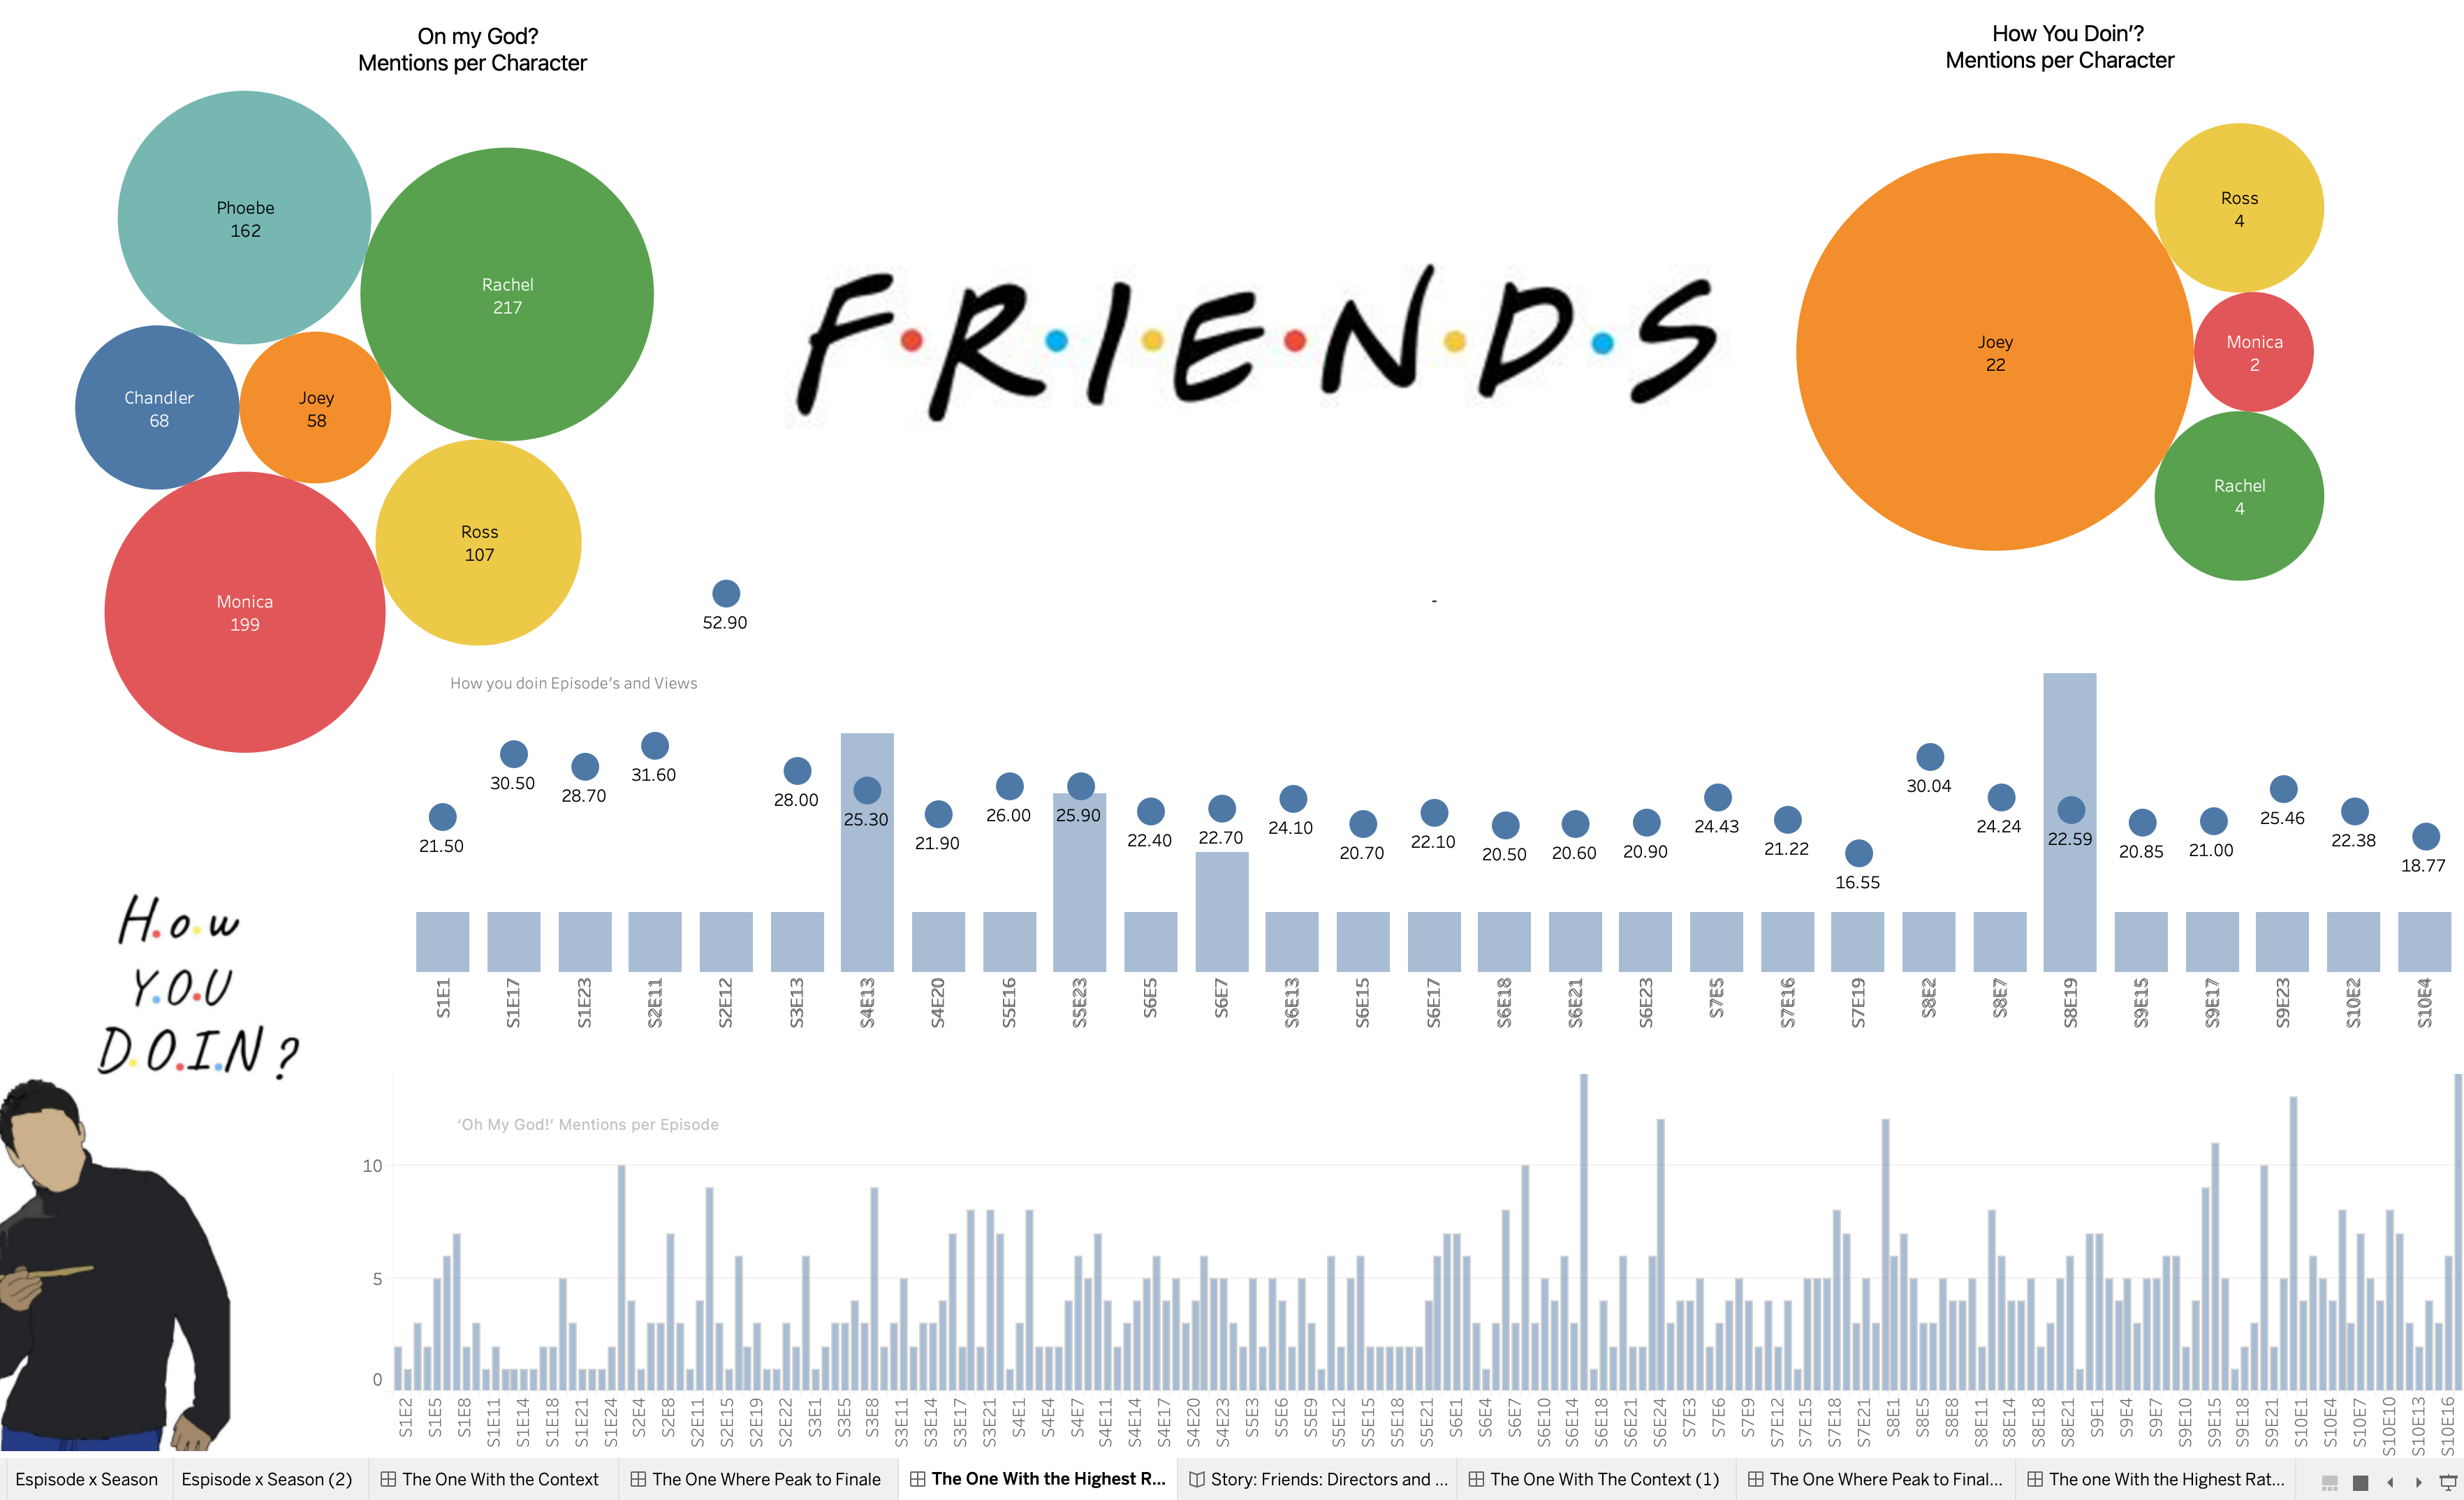 On my God?
Mentions per Character
How You Doin'?
Mentions per Character
Phoebe
162
Rachel
217
Chandler
68
Joey
58
Ross
107
Monica
199
F R I E N D S
Joey
22
Ross
4
Monica
2
Rachel
4
-
How you doin Episode's and Views
21.50
30.50
28.70
31.60
52.90
28.00
25.30
21.90
26.00
25.90
22.40
22.70
24.10
20.70
22.10
20.50
20.60
20.90
24.43
21.22
16.55
30.04
24.24
22.59
20.85
21.00
25.46
22.38
18.77
S1E1
S1E17
S1E23
S2E11
S2E12
S3E13
S4E13
S4E20
S5E16
S5E23
S6E5
S6E7
S6E13
S6E15
S6E17
S6E18
S6E21
S6E23
S7E5
S7E16
S7E19
S8E2
S8E7
S8E19
S9E15
S9E17
S9E23
S10E2
S10E4
H.o.w
Y.O.U
D.O.I.N?
'Oh My God!' Mentions per Episode
10
5
0
S1E2
S1E5
S1E8
S1E11
S1E14
S1E18
S1E21
S1E24
S2E4
S2E8
S2E11
S2E15
S2E19
S2E22
S3E1
S3E5
S3E8
S3E11
S3E14
S3E17
S3E21
S4E1
S4E4
S4E7
S4E11
S4E14
S4E17
S4E20
S4E23
S5E3
S5E6
S5E9
S5E12
S5E15
S5E18
S5E21
S6E1
S6E4
S6E7
S6E10
S6E14
S6E18
S6E21
S6E24
S7E3
S7E6
S7E9
S7E12
S7E15
S7E18
S7E21
S8E1
S8E5
S8E8
S8E11
S8E14
S8E18
S8E21
S9E1
S9E4
S9E7
S9E10
S9E15
S9E18
S9E21
S10E1
S10E4
S10E7
S10E10
S10E13
S10E16
Espisode x Season
Espisode x Season (2)
The One With the Context
The One Where Peak to Finale
The One With the Highest R...
Story: Friends: Directors and ...
The One With The Context (1)
The One Where Peak to Final...
The one With the Highest Rat...